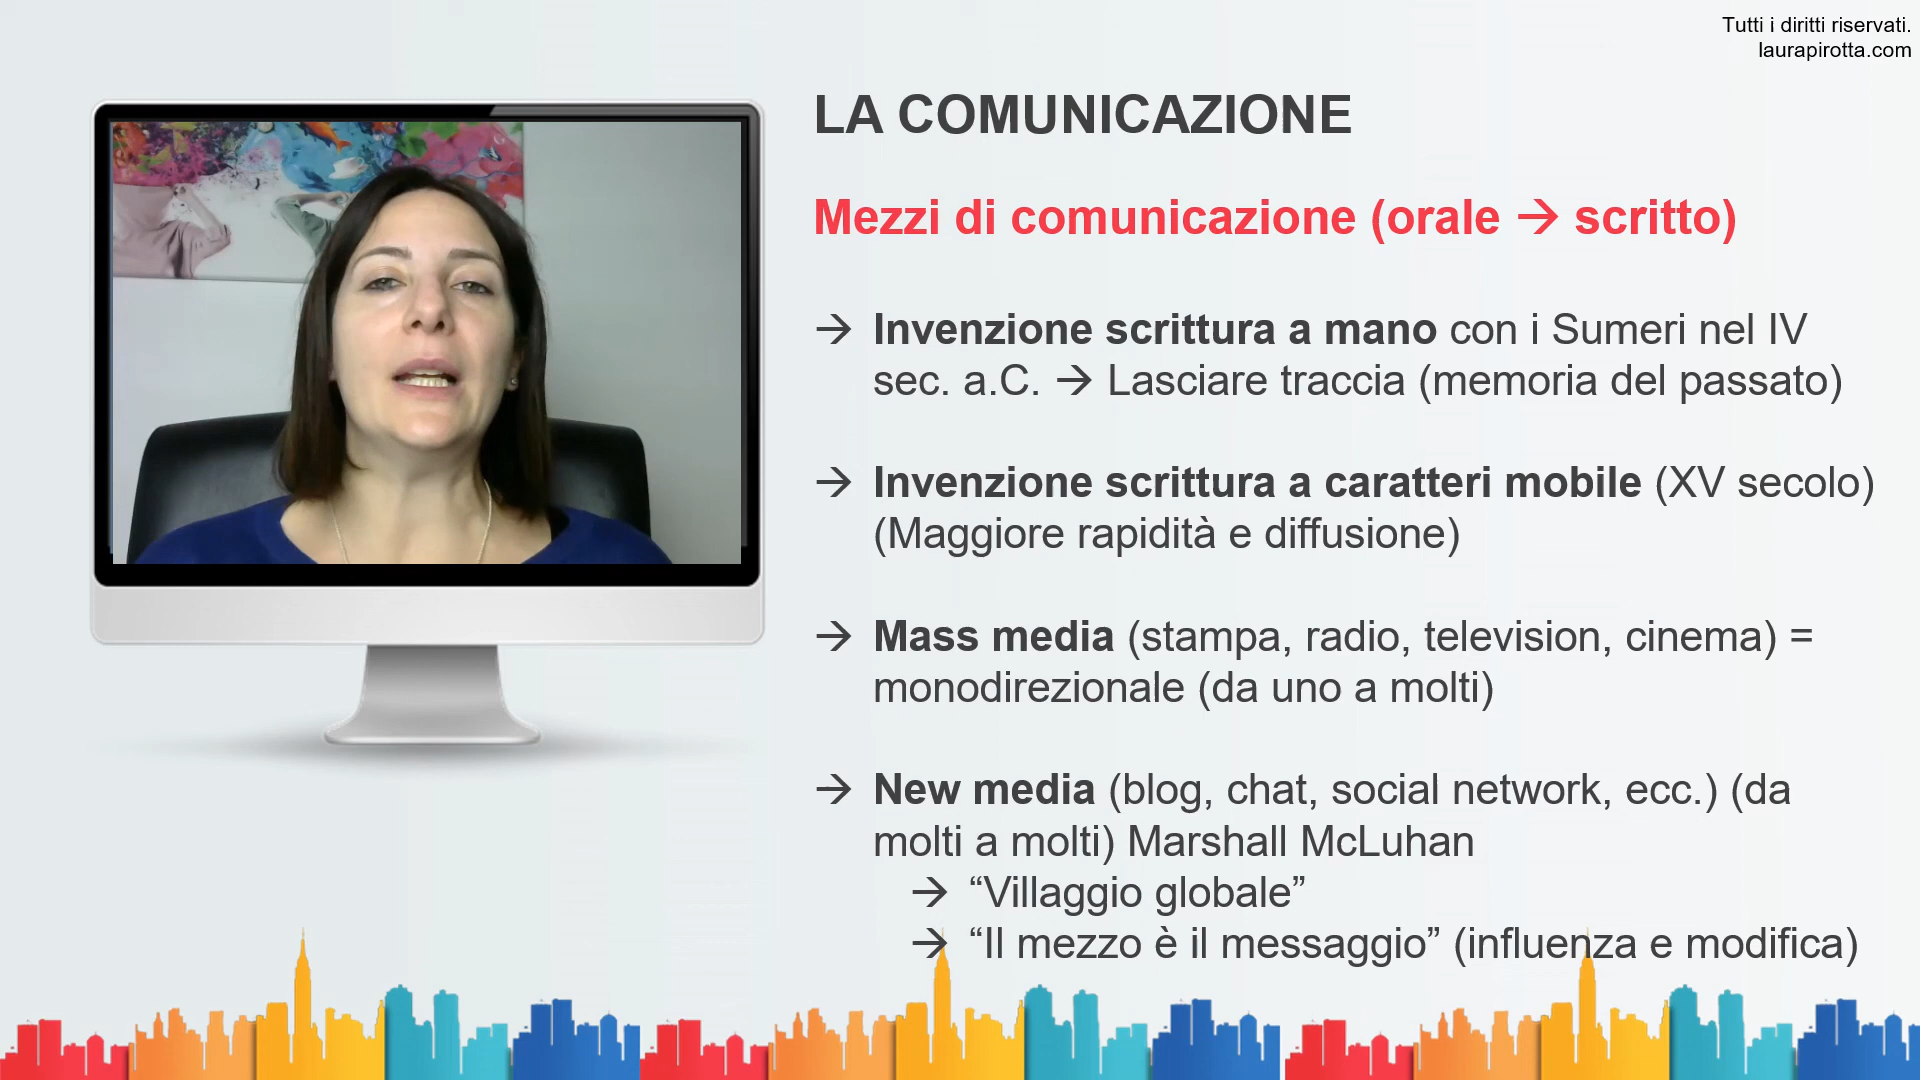 Tutti i diritti riservati.
laurapirotta.com
LA COMUNICAZIONE
Mezzi di comunicazione (orale → scritto)
→ Invenzione scrittura a mano con i Sumeri nel IV
sec. a.C. → Lasciare traccia (memoria del passato)
→ Invenzione scrittura a caratteri mobile (XV secolo)
(Maggiore rapidità e diffusione)
→ Mass media (stampa, radio, television, cinema) =
monodirezionale (da uno a molti)
→ New media (blog, chat, social network, ecc.) (da
molti a molti) Marshall McLuhan
→ “Villaggio globale”
→ “Il mezzo è il messaggio” (influenza e modifica)